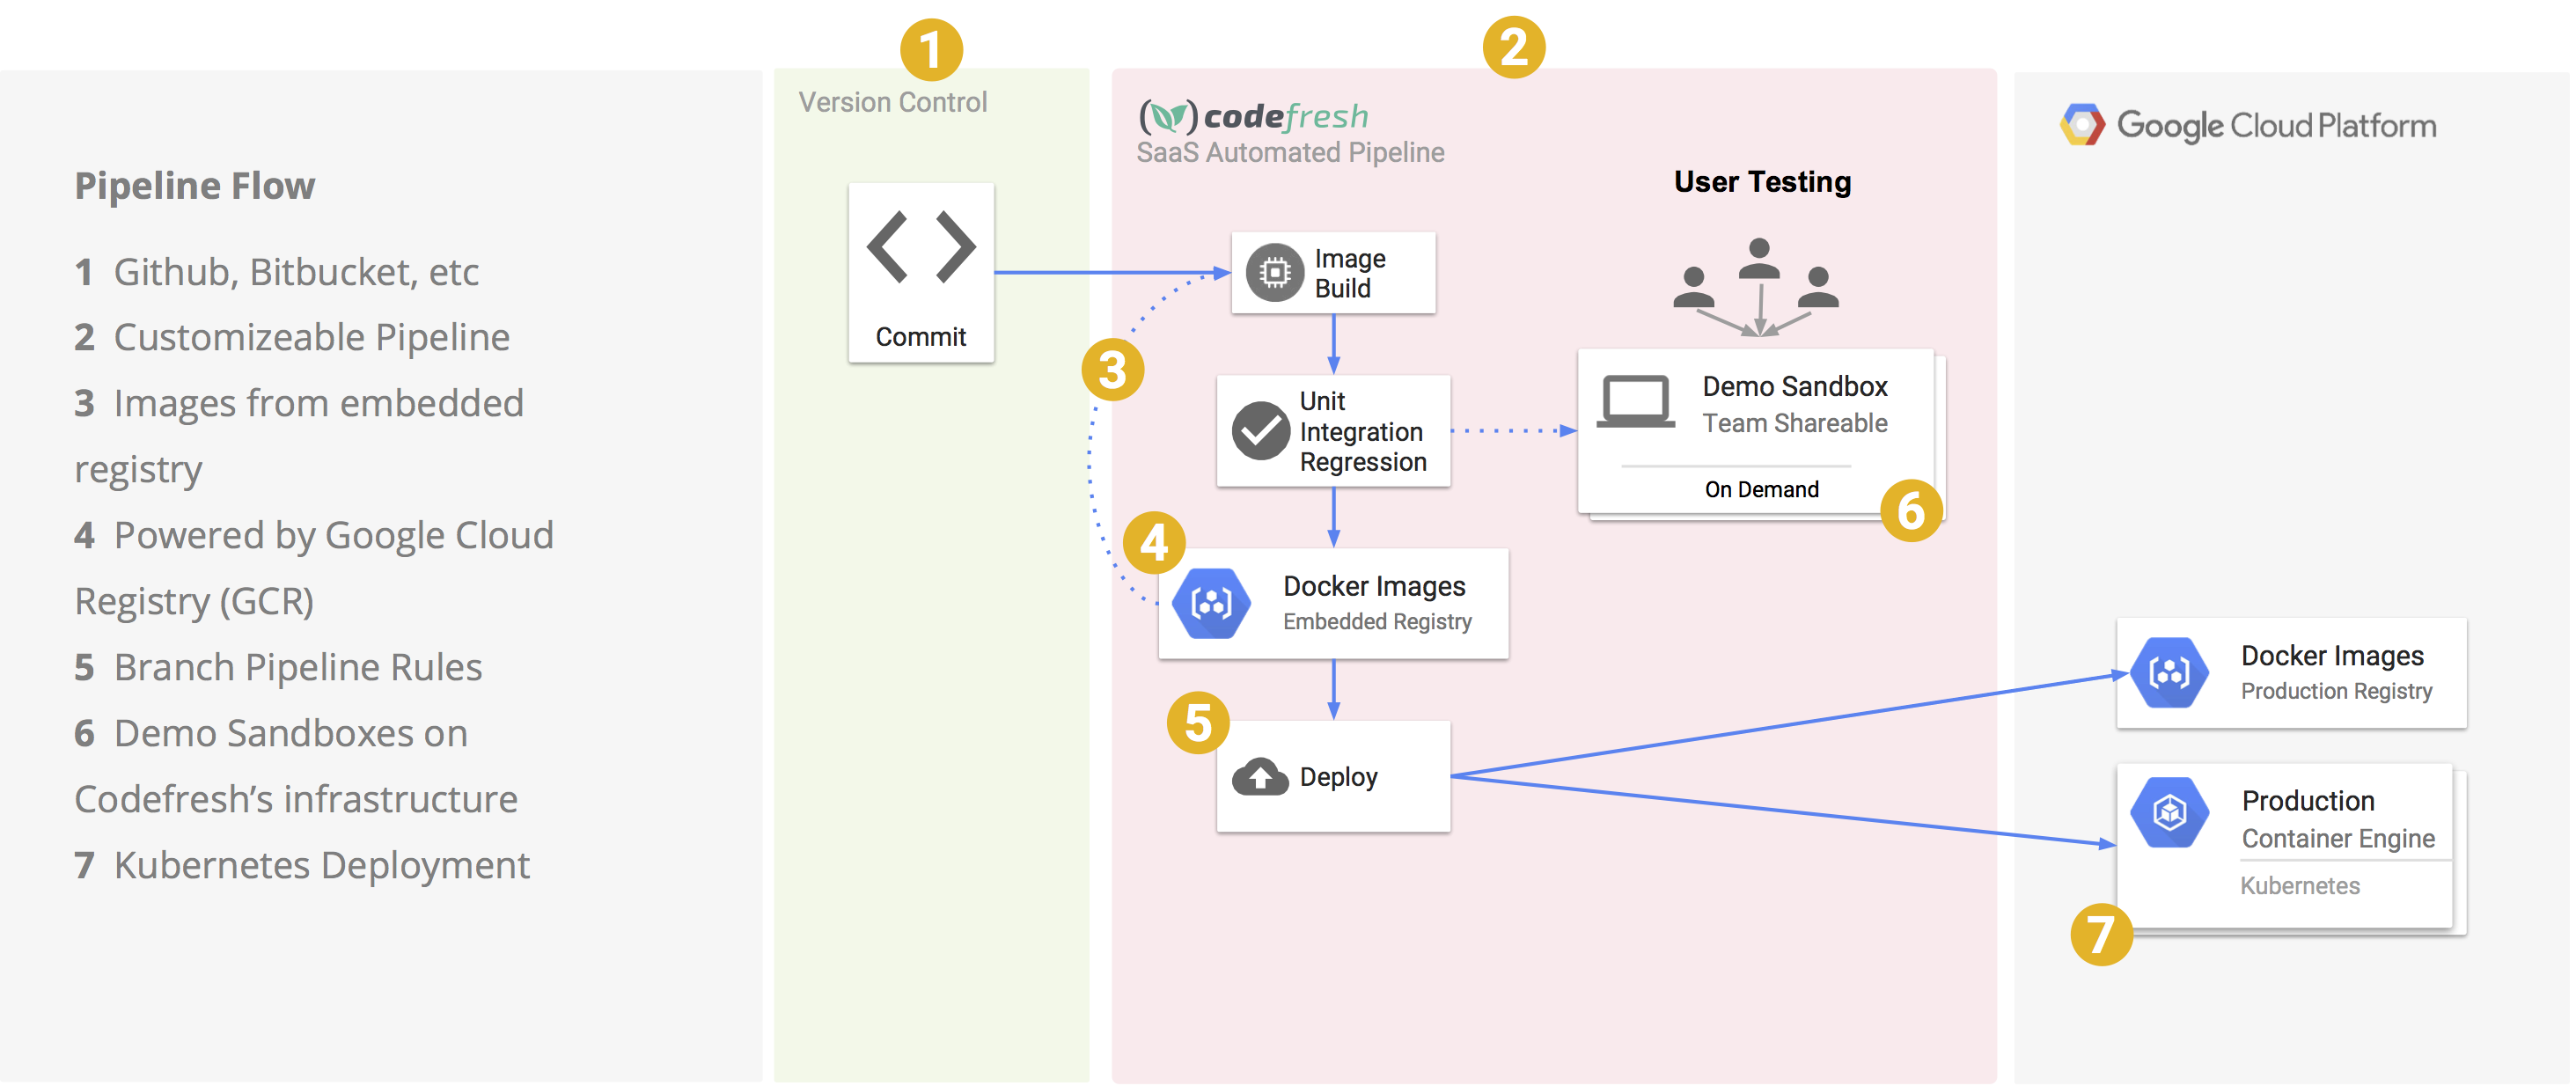 Pipeline Flow
1 Github, Bitbucket, etc
2 Customizeable Pipeline
3 Images from embedded
registry
4 Powered by Google Cloud
Registry (GCR)
5 Branch Pipeline Rules
6 Demo Sandboxes on
Codefresh’s infrastructure
7 Kubernetes Deployment
1
Version Control
Commit
2
codefresh
SaaS Automated Pipeline
User Testing
Image
Build
3
Unit
Integration
Regression
Demo Sandbox
Team Shareable
On Demand
6
4
Docker Images
Embedded Registry
5
Deploy
Google Cloud Platform
Docker Images
Production Registry
Production
Container Engine
Kubernetes
7